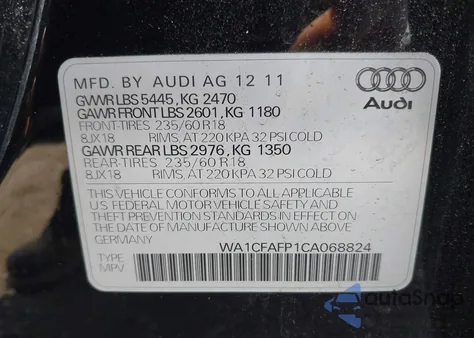 MFD. BY AUDI AG 12 11
GVWR LBS 5445, KG 2470
GAWR FRONT LBS 2601, KG 1180
FRONT-TIRES 235/60 R18
8JX18 RIMS, AT 220 KPA 32 PSI COLD
GAWR REAR LBS 2976, KG 1350
REAR-TIRES 235/60 R18
8JX18 RIMS, AT 220 KPA 32 PSI COLD
THIS VEHICLE CONFORMS TO ALL APPLICABLE
US FEDERAL MOTOR VEHICLE SAFETY AND
THEFT PREVENTION STANDARDS IN EFFECT ON
THE DATE OF MANUFACTURE SHOWN ABOVE
GERMANY WA1CFAFP1CA068824
TYPE
MPV
Audi
autoSnap